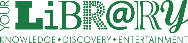 YOUR LiBR@RY
KNOWLEDGE • DISCOVERY • ENTERTAINMENT